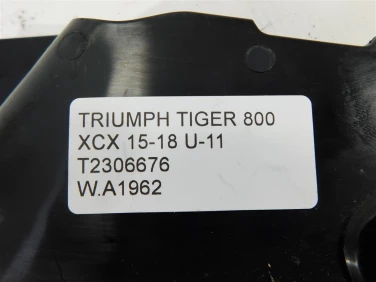 TRIUMPH TIGER 800
XCX 15-18 U-11
T2306676
W.A1962